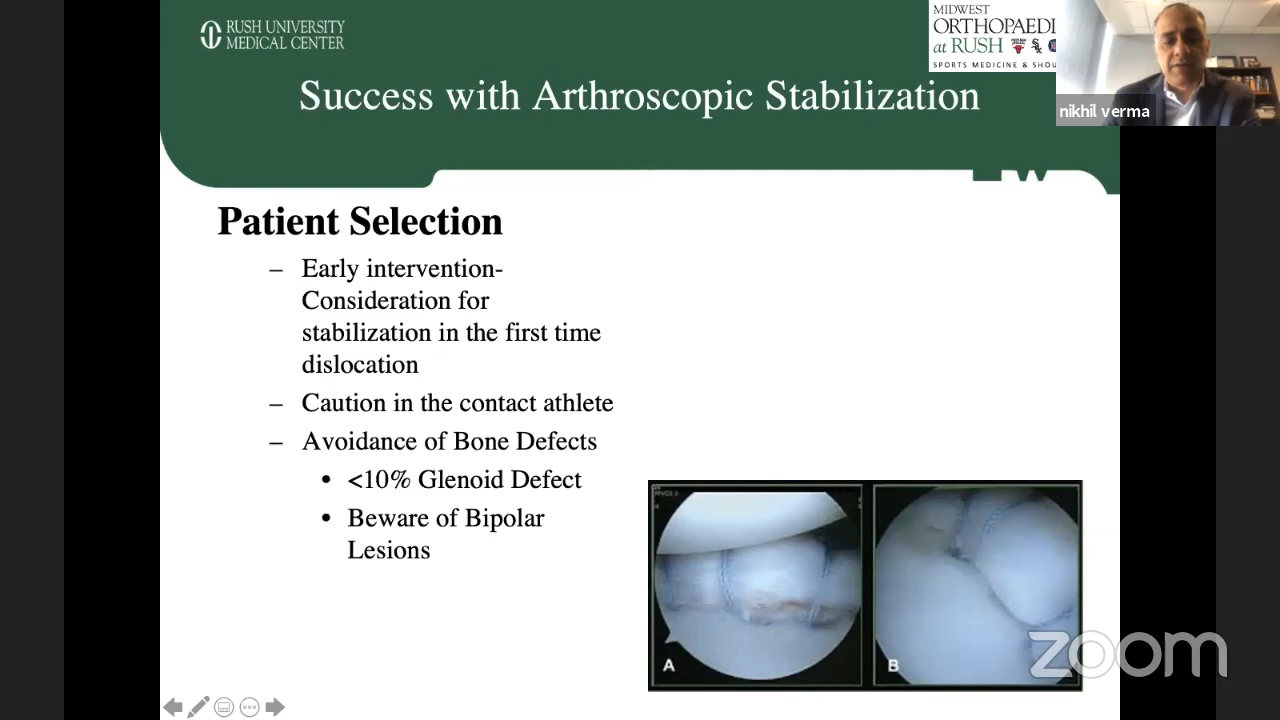 RUSH UNIVERSITY
MEDICAL CENTER
MIDWEST
ORTHOPAEDI
at RUSH
SPORTS MEDICINE & SHOU
nikhil verma
Success with Arthroscopic Stabilization
Patient Selection
– Early intervention-
Consideration for
stabilization in the first time
dislocation
– Caution in the contact athlete
– Avoidance of Bone Defects
• <10% Glenoid Defect
• Beware of Bipolar
Lesions
A
B
zoom